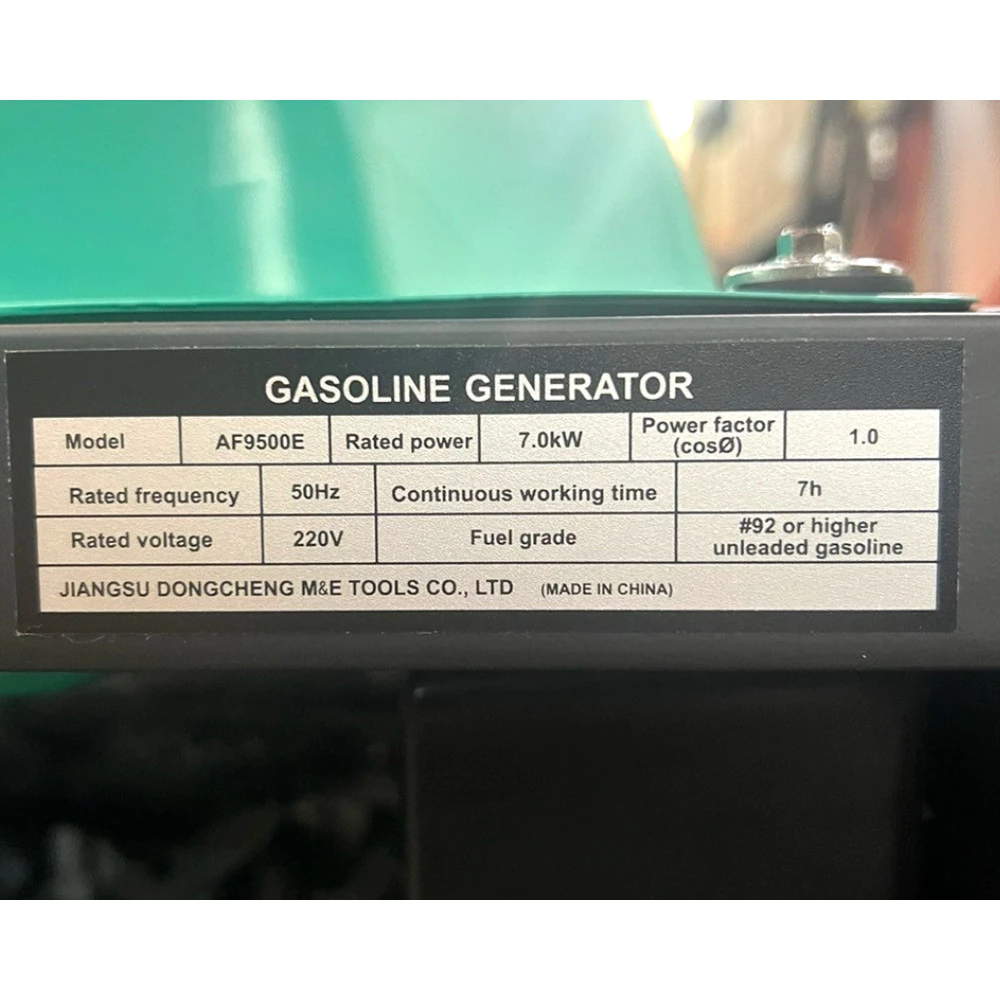 GASOLINE GENERATOR
Model AF9500E Rated power 7.0kW Power factor (cosØ) 1.0
Rated frequency 50Hz Continuous working time 7h
Rated voltage 220V Fuel grade #92 or higher unleaded gasoline
JIANGSU DONGCHENG M&E TOOLS CO., LTD (MADE IN CHINA)